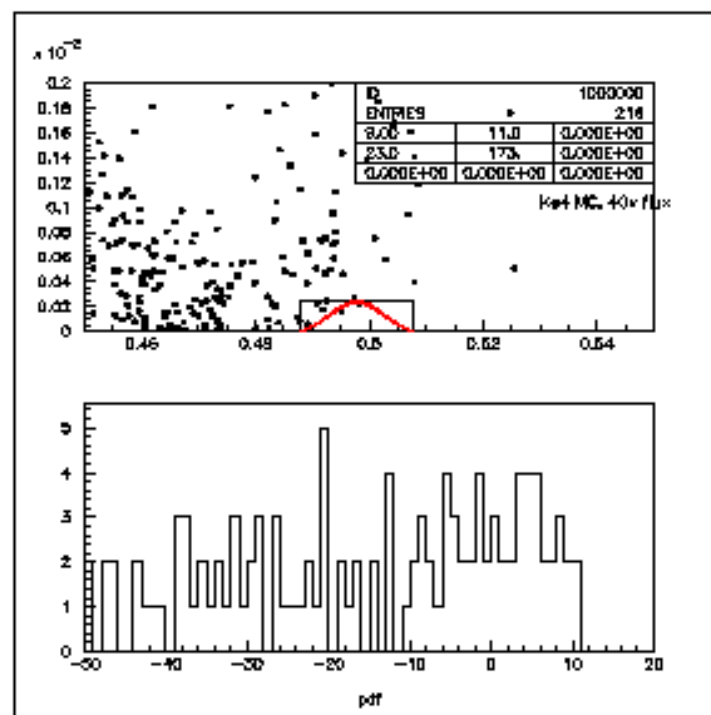 x 10⁻²
0.2
0.18
0.16
0.14
0.12
0.1
0.08
0.06
0.04
0.02
0
0.46 0.48 0.5 0.52 0.54
ID 1000000
ENTRIES 216
9.00 11.0 0.000E+00
23.0 173. 0.000E+00
0.000E+00 0.000E+00 0.000E+00
Ke4 MC, 40x flux
5
4
3
2
1
0
-50 -40 -30 -20 -10 0 10 20
pdf